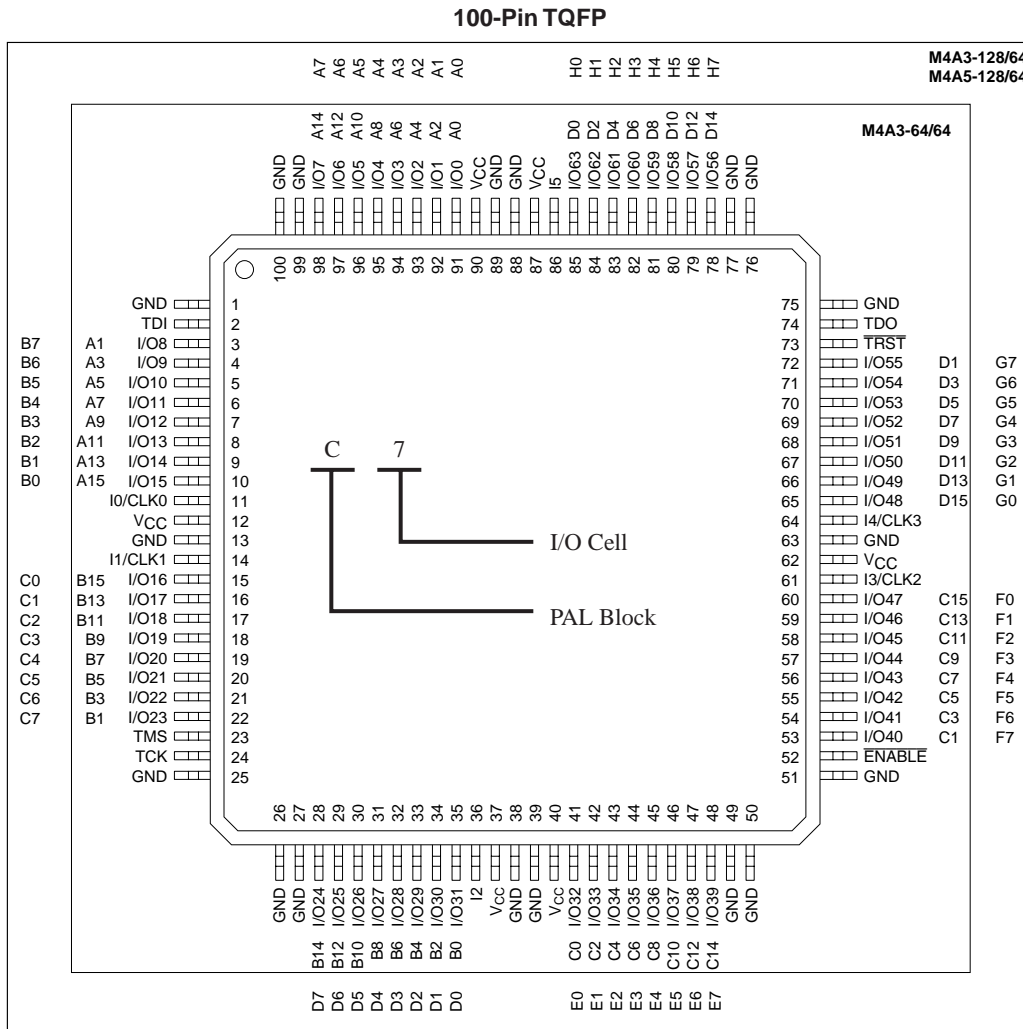 100-Pin TQFP
M4A3-128/64
M4A5-128/64
A7 A6 A5 A4 A3 A2 A1 A0 H0 H1 H2 H3 H4 H5 H6 H7
M4A3-64/64
A14 A12 A10 A8 A6 A4 A2 A0 D0 D2 D4 D6 D8 D10 D12 D14
GND GND I/O7 I/O6 I/O5 I/O4 I/O3 I/O2 I/O1 I/O0 VCC GND GND VCC I5 I/O63 I/O62 I/O61 I/O60 I/O59 I/O58 I/O57 I/O56 GND GND
100 99 98 97 96 95 94 93 92 91 90 89 88 87 86 85 84 83 82 81 80 79 78 77 76
GND 1 75 GND
TDI 2 74 TDO
B7 A1 I/O8 3 73 TRST
B6 A3 I/O9 4 72 I/O55 D1 G7
B5 A5 I/O10 5 71 I/O54 D3 G6
B4 A7 I/O11 6 70 I/O53 D5 G5
B3 A9 I/O12 7 69 I/O52 D7 G4
B2 A11 I/O13 8 68 I/O51 D9 G3
B1 A13 I/O14 9 67 I/O50 D11 G2
B0 A15 I/O15 10 66 I/O49 D13 G1
I0/CLK0 11 65 I/O48 D15 G0
VCC 12 64 I4/CLK3
GND 13 63 GND
I1/CLK1 14 62 VCC
C0 B15 I/O16 15 61 I3/CLK2
C1 B13 I/O17 16 60 I/O47 C15 F0
C2 B11 I/O18 17 59 I/O46 C13 F1
C3 B9 I/O19 18 58 I/O45 C11 F2
C4 B7 I/O20 19 57 I/O44 C9 F3
C5 B5 I/O21 20 56 I/O43 C7 F4
C6 B3 I/O22 21 55 I/O42 C5 F5
C7 B1 I/O23 22 54 I/O41 C3 F6
TMS 23 53 I/O40 C1 F7
TCK 24 52 ENABLE
GND 25 51 GND
C 7
I/O Cell
PAL Block
26 27 28 29 30 31 32 33 34 35 36 37 38 39 40 41 42 43 44 45 46 47 48 49 50
GND GND I/O24 I/O25 I/O26 I/O27 I/O28 I/O29 I/O30 I/O31 I2 VCC GND GND VCC I/O32 I/O33 I/O34 I/O35 I/O36 I/O37 I/O38 I/O39 GND GND
B14 B12 B10 B8 B6 B4 B2 B0 C0 C2 C4 C6 C8 C10 C12 C14
D7 D6 D5 D4 D3 D2 D1 D0 E0 E1 E2 E3 E4 E5 E6 E7